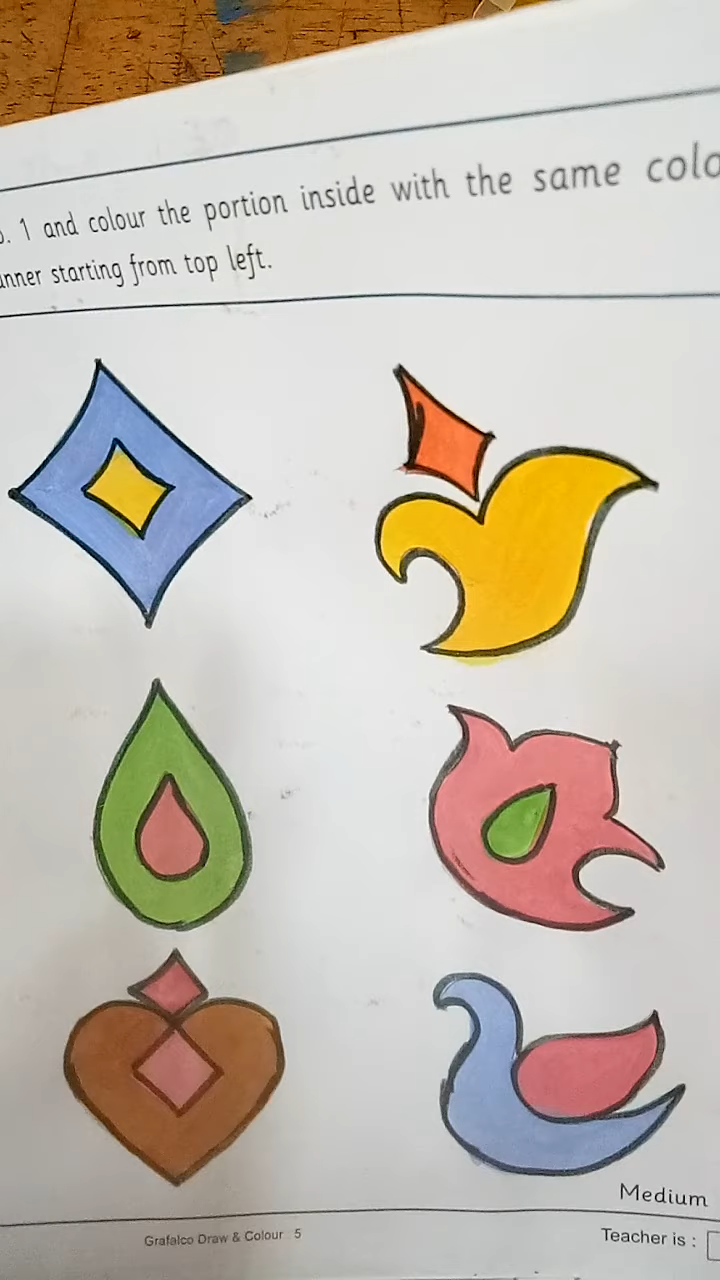 . 1 and colour the portion inside with the same colo
nner starting from top left.
Medium
Grafalco Draw & Colour 5
Teacher is :